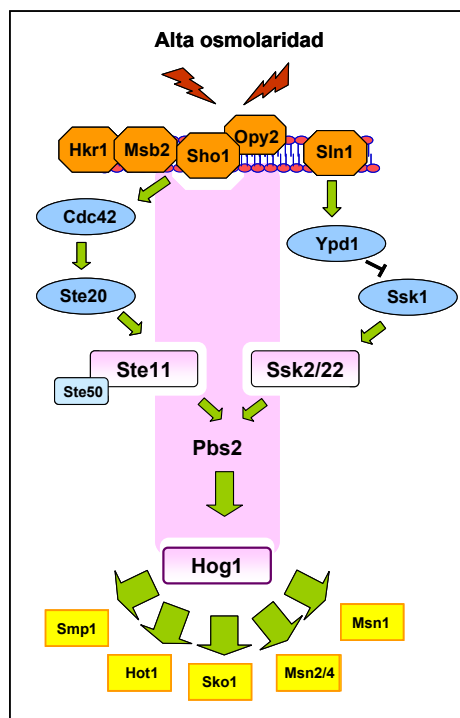 Alta osmolaridad
Hkr1
Msb2
Sho1
Opy2
Sln1
Cdc42
Ypd1
Ste20
Ssk1
Ste11
Ste50
Ssk2/22
Pbs2
Hog1
Smp1
Hot1
Sko1
Msn2/4
Msn1